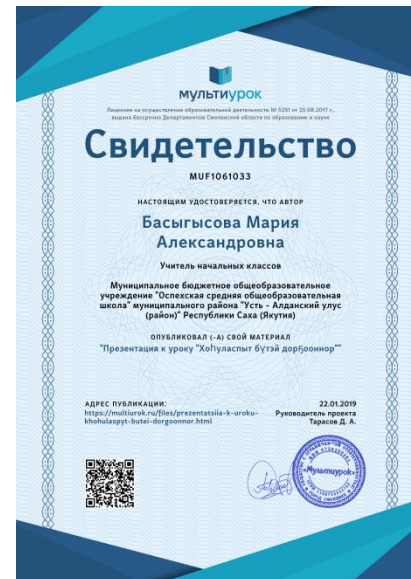 мультиурок
Лицензия на осуществление образовательной деятельности № 5251 от 25.08.2017 г.,
выдана бессрочно Департаментом Смоленской области по образованию и науке
Свидетельство
MUF1061033
НАСТОЯЩИМ УДОСТОВЕРЯЕТСЯ, ЧТО АВТОР
Басыгысова Мария
Александровна
Учитель начальных классов
Муниципальное бюджетное общеобразовательное
учреждение "Оспехская средняя общеобразовательная
школа" муниципального района "Усть - Алданский улус
(район)" Республики Саха (Якутия)
ОПУБЛИКОВАЛ (-А) СВОЙ МАТЕРИАЛ
"Презентация к уроку "Хоһуласпыт бүтэй дорҕооннор""
АДРЕС ПУБЛИКАЦИИ:
https://multiurok.ru/files/prezentatsiia-k-uroku-
khohulaspyt-butei-dorgoonnor.html
22.01.2019
Руководитель проекта
Тарасов Д. А.
«Мультиурок»